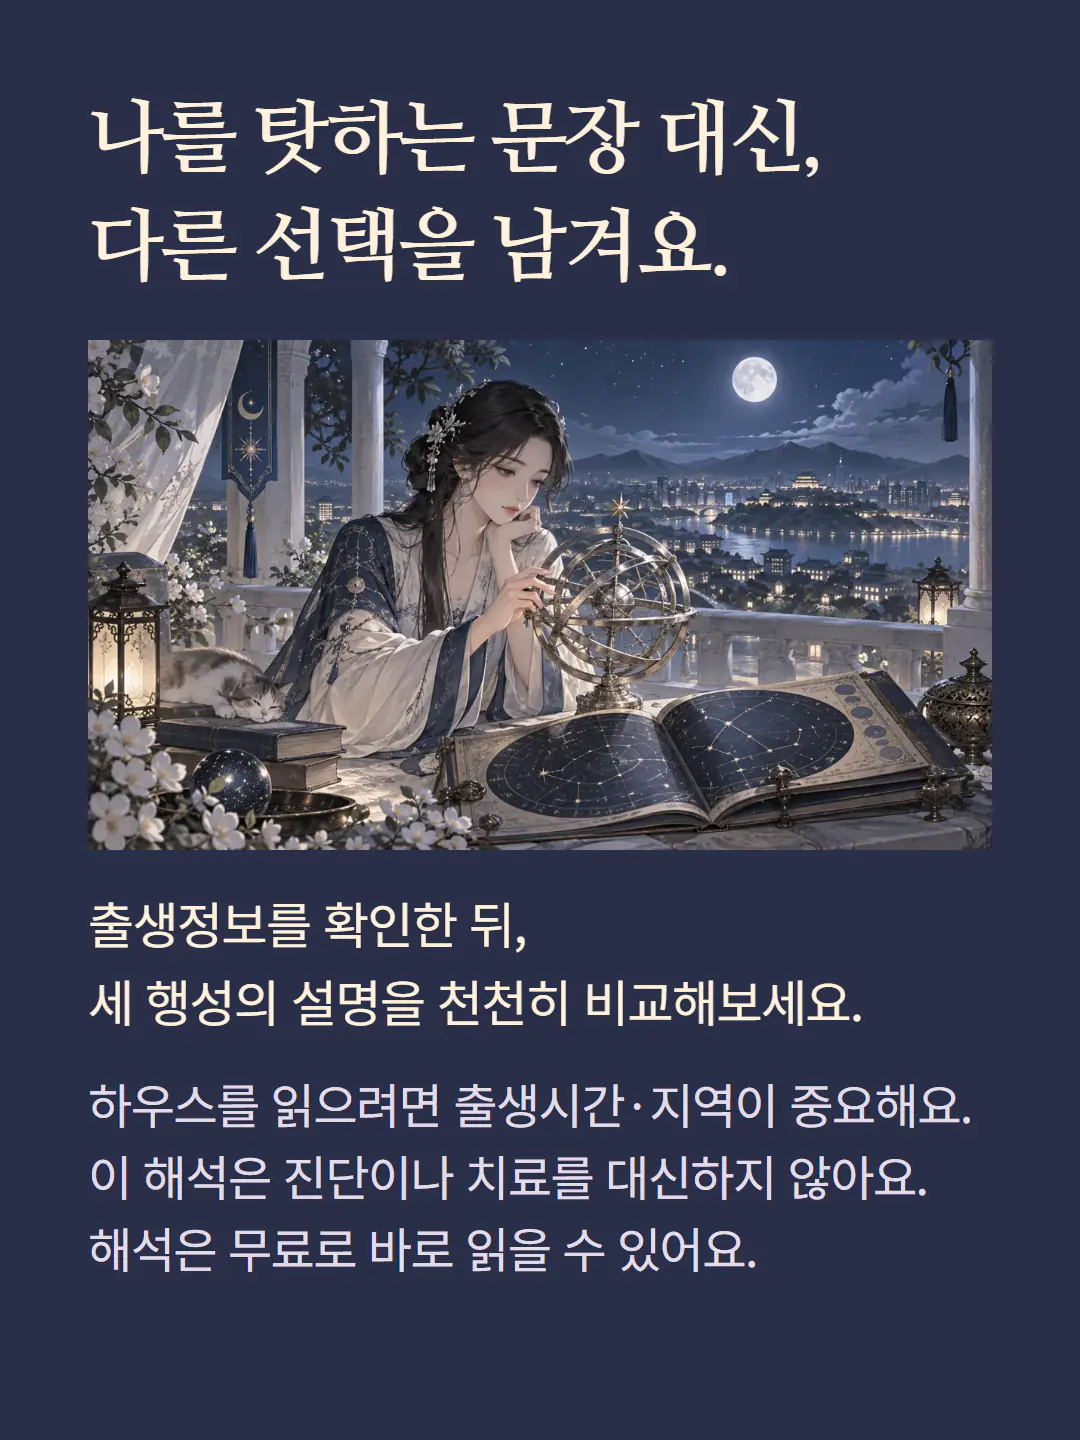 나를 탓하는 문장 대신,
다른 선택을 남겨요.
출생정보를 확인한 뒤,
세 행성의 설명을 천천히 비교해보세요.
하우스를 읽으려면 출생시간·지역이 중요해요.
이 해석은 진단이나 치료를 대신하지 않아요.
해석은 무료로 바로 읽을 수 있어요.